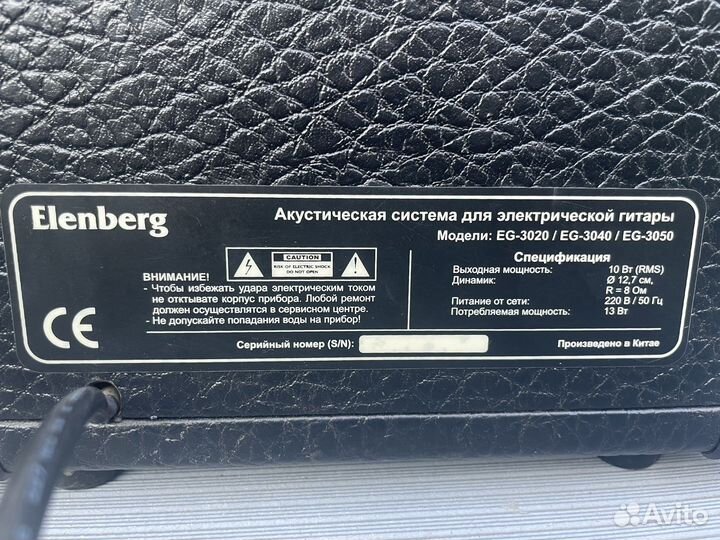 Elenberg
Акустическая система для электрической гитары
Модели: EG-3020 / EG-3040 / EG-3050
CAUTION
RISK OF ELECTRIC SHOCK
DO NOT OPEN
ВНИМАНИЕ!
- Чтобы избежать удара электрическим током
не отктывате корпус прибора. Любой ремонт
должен осуществлятся в сервисном центре.
- Не допускайте попадания воды на прибор!
Спецификация
Выходная мощность: 10 Вт (RMS)
Динамик: Ø 12,7 см,
R = 8 Ом
Питание от сети: 220 В / 50 Гц
Потребляемая мощность: 13 Вт
CE
Серийный номер (S/N):
Произведено в Китае
Avito